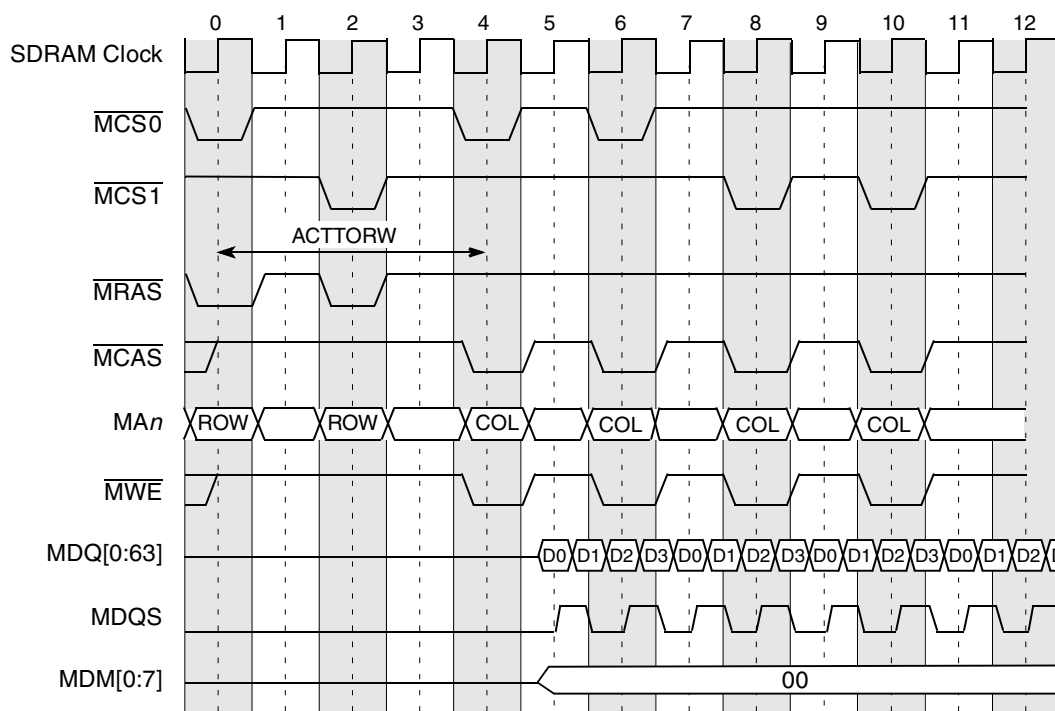 0 1 2 3 4 5 6 7 8 9 10 11 12
SDRAM Clock
MCS0
MCS1
ACTTORW
MRAS
MCAS
MAn ROW ROW COL COL COL COL
MWE
MDQ[0:63] D0 D1 D2 D3 D0 D1 D2 D3 D0 D1 D2 D3 D0 D1 D2
MDQS
MDM[0:7] 00